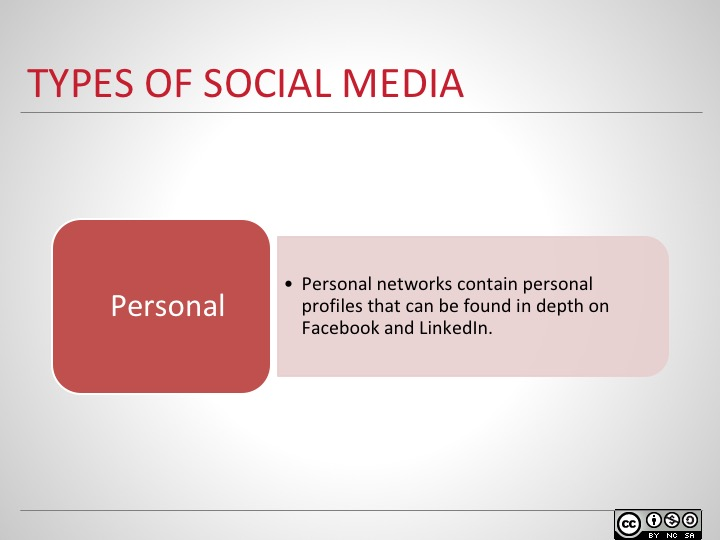 TYPES OF SOCIAL MEDIA
Personal
• Personal networks contain personal
profiles that can be found in depth on
Facebook and LinkedIn.
cc
BY NC SA